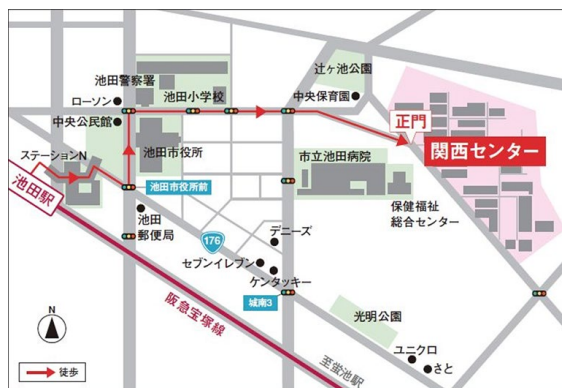 辻ヶ池公園
池田警察署
ローソン
池田小学校
中央保育園
中央公民館
正門
関西センター
ステーションN
池田市役所
市立池田病院
池田駅
池田市役所前
保健福祉
総合センター
池田
郵便局
176
デニーズ
セブンイレブン
ケンタッキー
城南3
阪急宝塚線
光明公園
N
至蛍池駅
ユニクロ
さと
徒歩